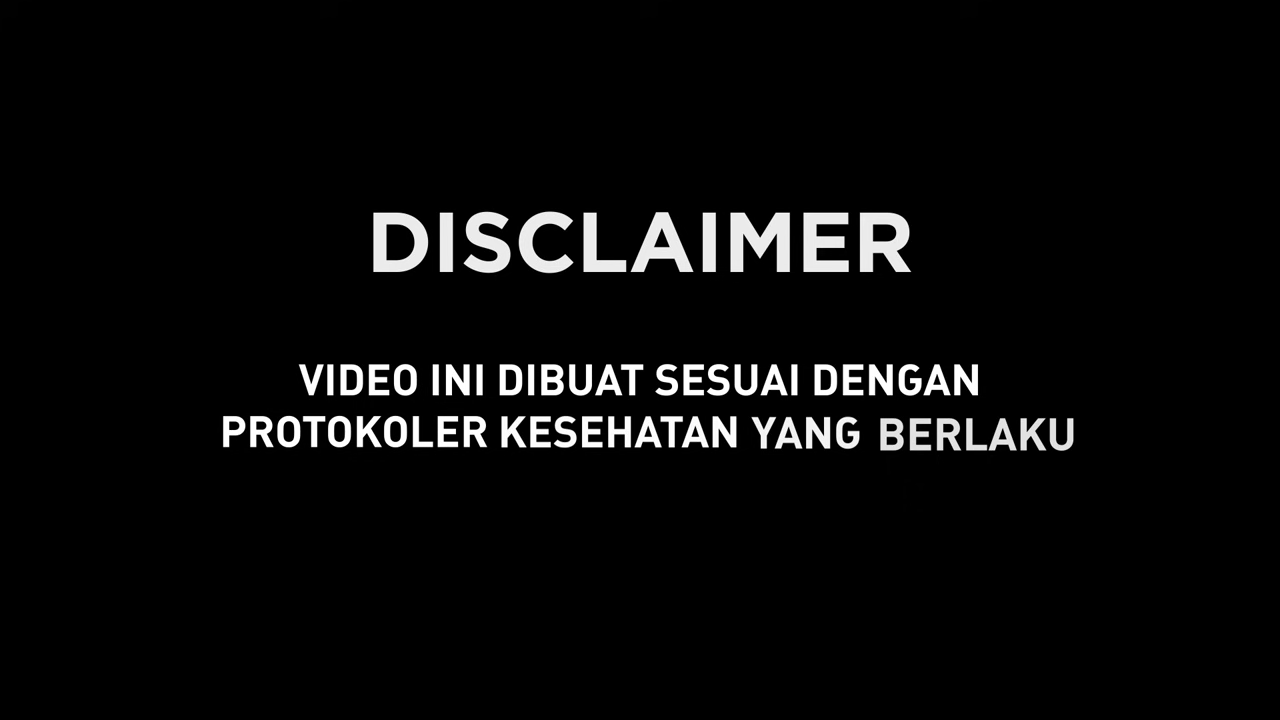 DISCLAIMER
VIDEO INI DIBUAT SESUAI DENGAN
PROTOKOLER KESEHATAN YANG BERLAKU